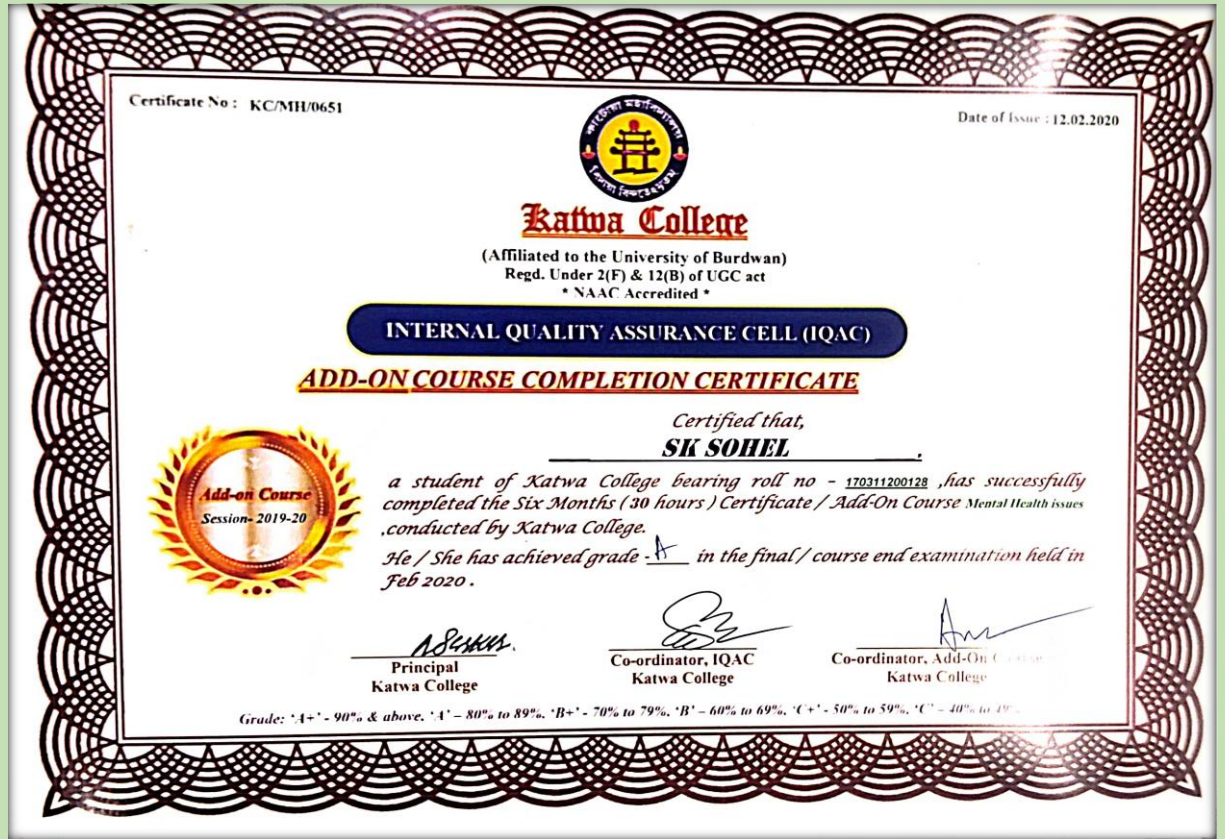 Certificate No : KC/MH/0651
Date of Issue : 12.02.2020
কাটোয়া মহাবিদ্যালয়
Katwa College
(Affiliated to the University of Burdwan)
Regd. Under 2(F) & 12(B) of UGC act
* NAAC Accredited *
INTERNAL QUALITY ASSURANCE CELL (IQAC)
ADD-ON COURSE COMPLETION CERTIFICATE
Certified that,
SK SOHEL ,
Add-on Course
Session- 2019-20
a student of Katwa College bearing roll no - 170311200128 ,has successfully
completed the Six Months ( 30 hours ) Certificate / Add-On Course Mental Health issues
,conducted by Katwa College.
He / She has achieved grade - A in the final / course end examination held in
Feb 2020 .
Principal
Katwa College
Co-ordinator, IQAC
Katwa College
Co-ordinator, Add-On
Katwa College
Grade: 'A+' - 90% & above, 'A' – 80% to 89%, 'B+' - 70% to 79%, 'B' – 60% to 69%, 'C+' - 50% to 59%, 'C' – 40% to 49%